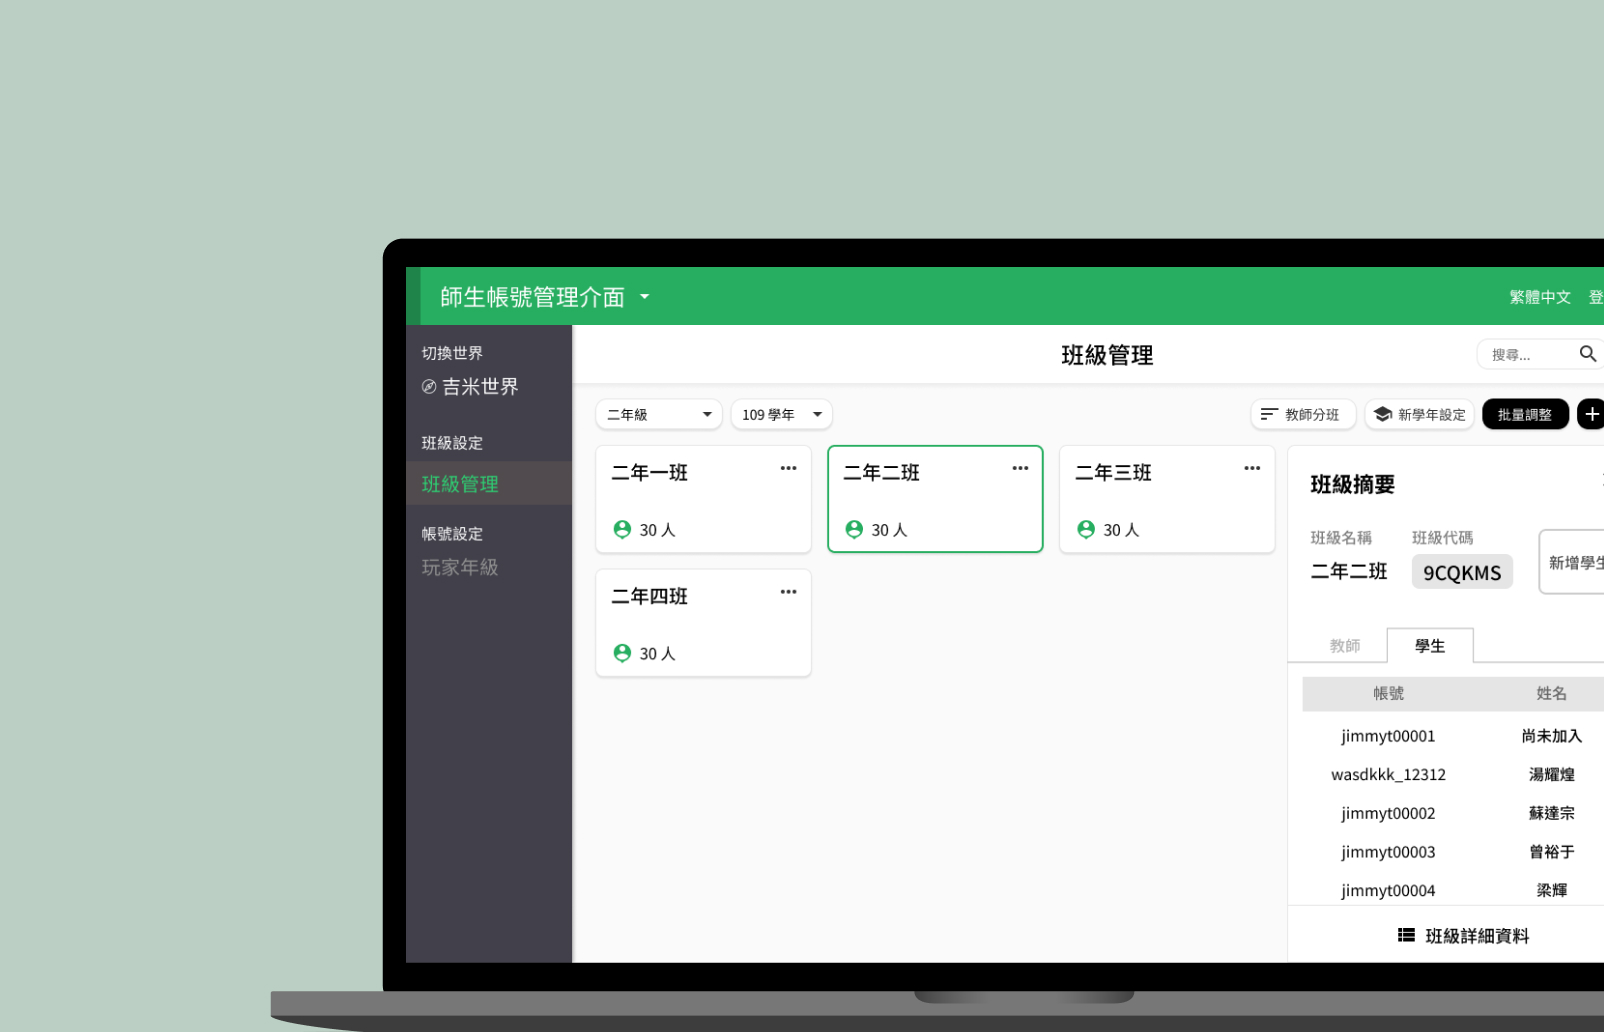 師生帳號管理介面
繁體中文 登
切換世界
吉米世界
班級設定
班級管理
帳號設定
玩家年級
班級管理
搜尋...
二年級
109 學年
教師分班
新學年設定
批量調整
二年一班
30 人
二年二班
30 人
二年三班
30 人
二年四班
30 人
班級摘要
班級名稱 班級代碼
二年二班 9CQKMS
新增學生
教師 學生
帳號 姓名
jimmyt00001 尚未加入
wasdkkk_12312 湯耀煌
jimmyt00002 蘇達宗
jimmyt00003 曾裕于
jimmyt00004 梁輝
班級詳細資料